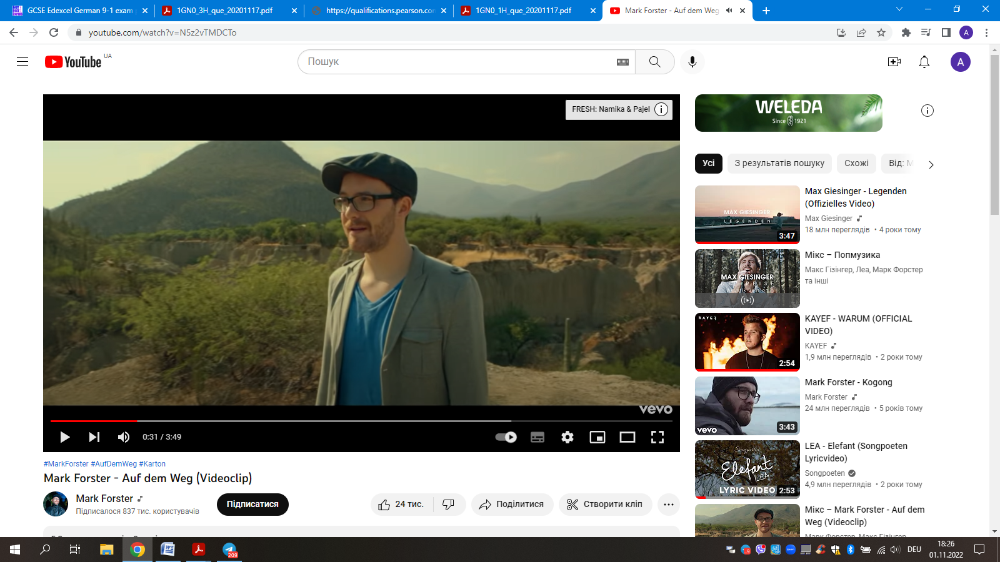 GCSE Edexcel German 9-1 exam
1GN0_3H_que_20201117.pdf
https://qualifications.pearson.co
1GN0_1H_que_20201117.pdf
Mark Forster - Auf dem Weg
youtube.com/watch?v=N5z2vTMDCTo
A
YouTube UA
Пошук
A
FRESH: Namika & Pajel
vevo
0:31 / 3:49
#MarkForster #AufDemWeg #Karton
Mark Forster - Auf dem Weg (Videoclip)
Mark Forster
Підписалося 837 тис. користувачів
Підписатися
24 тис.
Поділитися
Створити кліп
WELEDA
Since 1921
Усі
З результатів пошуку
Схожі
Від: M
MAX GIESINGER
LEGENDEN
3:47
Max Giesinger - Legenden
(Offizielles Video)
Max Giesinger
18 млн переглядів • 4 роки тому
MAX GIESINGER
DIE REISE
Akustik Session
Мікс – Попмузика
Макс Гізінгер, Леа, Марк Форстер
та інші
KAYEF
2:54
KAYEF - WARUM (OFFICIAL
VIDEO)
KAYEF
1,9 млн переглядів • 2 роки тому
vevo
3:43
Mark Forster - Kogong
Mark Forster
24 млн переглядів • 5 років тому
Songpoeten
Elefant
LEA
LYRIC VIDEO
2:53
LEA - Elefant (Songpoeten
Lyricvideo)
Songpoeten
4,9 млн переглядів • 2 роки тому
Мікс – Mark Forster - Auf dem
Weg (Videoclip)
Марк Форстер, Макс Гізінгер,
209
DEU
18:26
01.11.2022